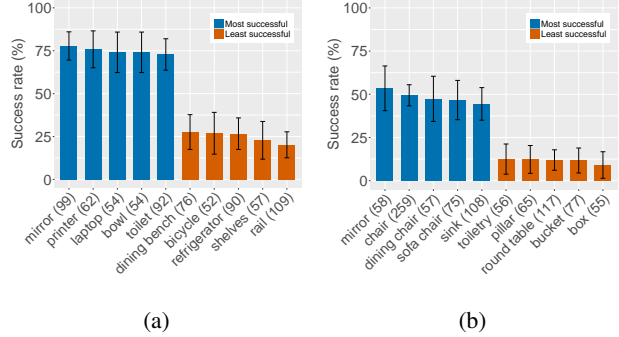 Success rate (%)
100
75
50
25
0
Most successful
Least successful
mirror (99)
printer (62)
laptop (54)
bowl (54)
toilet (92)
dining bench (76)
bicycle (52)
refrigerator (90)
shelves (57)
rail (109)
(a)
Success rate (%)
100
75
50
25
0
Most successful
Least successful
mirror (58)
chair (259)
dining chair (57)
sofa chair (75)
sink (108)
toiletry (56)
pillar (65)
round table (117)
bucket (77)
box (55)
(b)